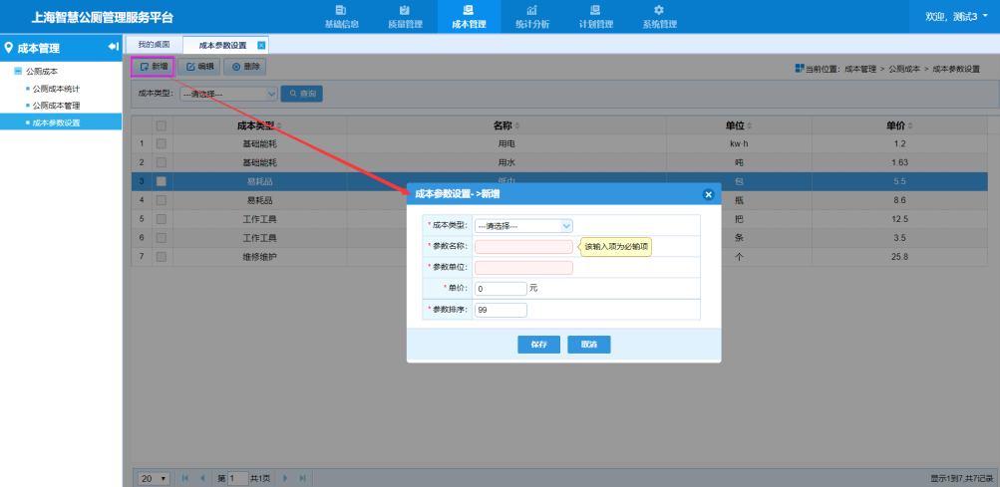 上海智慧公厕管理服务平台
基础信息 质量管理 成本管理 统计分析 计划管理 系统管理
欢迎, 测试3
成本管理
公厕成本
公厕成本统计
公厕成本管理
成本参数设置
我的桌面 成本参数设置
新增 编辑 删除
当前位置: 成本管理 > 公厕成本 > 成本参数设置
成本类型: ---请选择--- 查询
成本类型 名称 单位 单价
1 基础能耗 用电 kw·h 1.2
2 基础能耗 用水 吨 1.63
3 易耗品 纸巾 包 5.5
4 易耗品 瓶 8.6
5 工作工具 把 12.5
6 工作工具 条 3.5
7 维修维护 个 25.8
成本参数设置->新增
*成本类型: ---请选择---
*参数名称: 该输入项为必输项
*参数单位:
*单价: 0 元
*参数排序: 99
保存 取消
20 第 1 共1页
显示1到7,共7记录